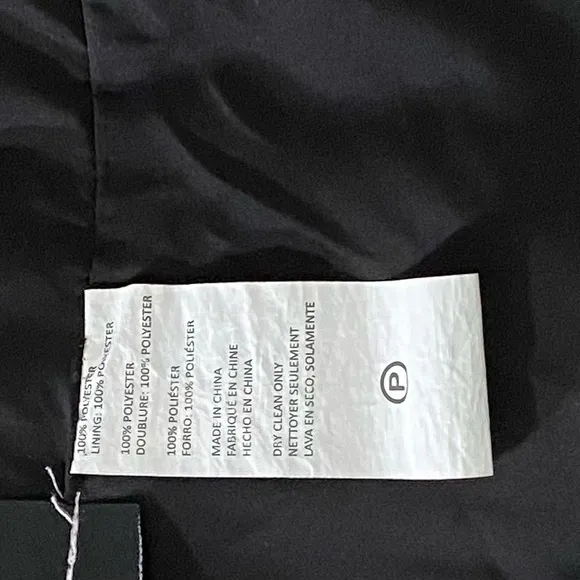 100% POLYESTER
LINING: 100% POLYESTER
100% POLYESTER
DOUBLURE: 100% POLYESTER
100% POLIÉSTER
FORRO: 100% POLIÉSTER
MADE IN CHINA
FABRIQUÉ EN CHINE
HECHO EN CHINA
DRY CLEAN ONLY
NETTOYER SEULEMENT
LAVA EN SECO, SOLAMENTE
P